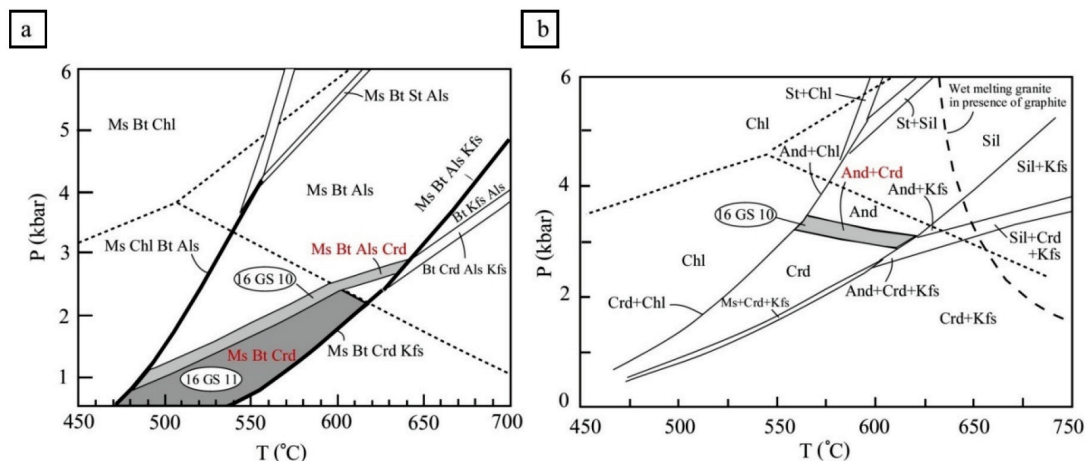 a
6
5
4
3
2
1
P (kbar)
450
500
550
600
650
700
T (°C)
Ms Bt Chl
Ms Bt St Als
Ms Bt Als
Ms Bt Als Kfs
Bt Kfs Als
Ms Chl Bt Als
Ms Bt Als Crd
16 GS 10
Bt Crd Als Kfs
Ms Bt Crd
Ms Bt Crd Kfs
16 GS 11
b
6
4
2
0
P (kbar)
450
500
550
600
650
750
T (°C)
St+Chl
Wet melting granite
in presence of graphite
Chl
St+Sil
Sil
And+Chl
And+Crd
And+Kfs
Sil+Kfs
16 GS 10
And
Sil+Crd
+Kfs
Chl
Crd
Crd+Chl
Ms+Crd+Kfs
And+Crd+Kfs
Crd+Kfs